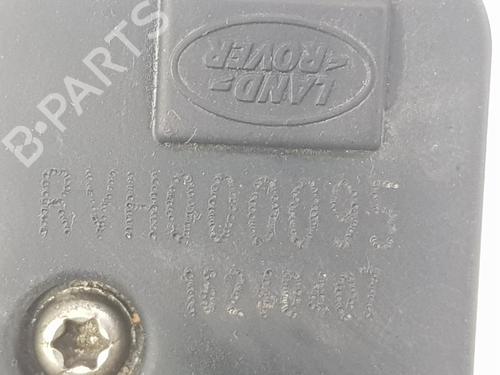 LAND-
ROVER
RVH000095
B-PARTS